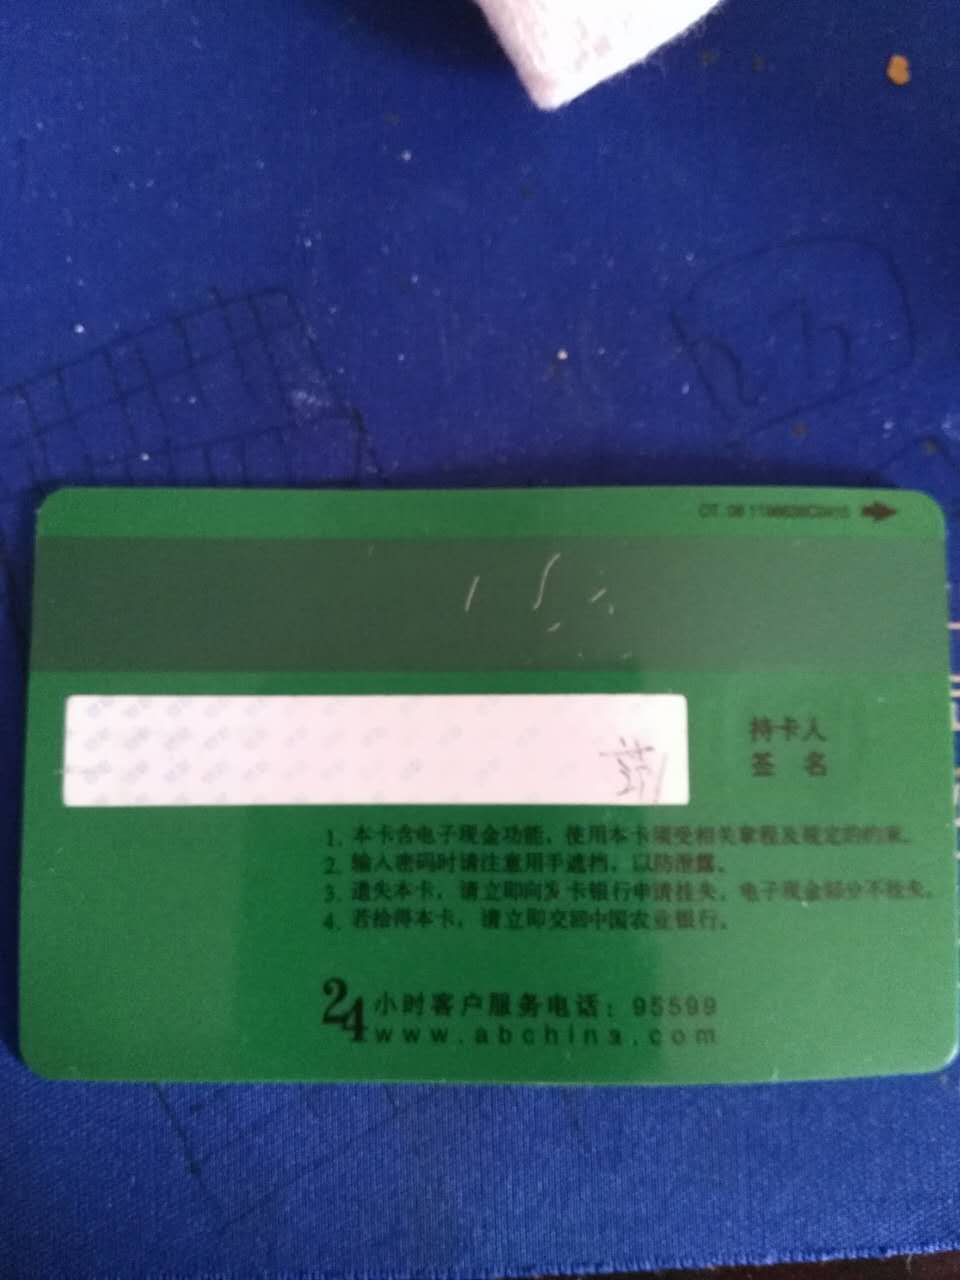 持卡人
签 名
1. 本卡含电子现金功能，使用本卡须受相关章程及规定的约束。
2. 输入密码时请注意用手遮挡，以防泄露。
3. 遗失本卡，请立即向发卡银行申请挂失，电子现金部分不挂失。
4. 若拾得本卡，请立即交回中国农业银行。
24小时客户服务电话：95599
www.abchina.com